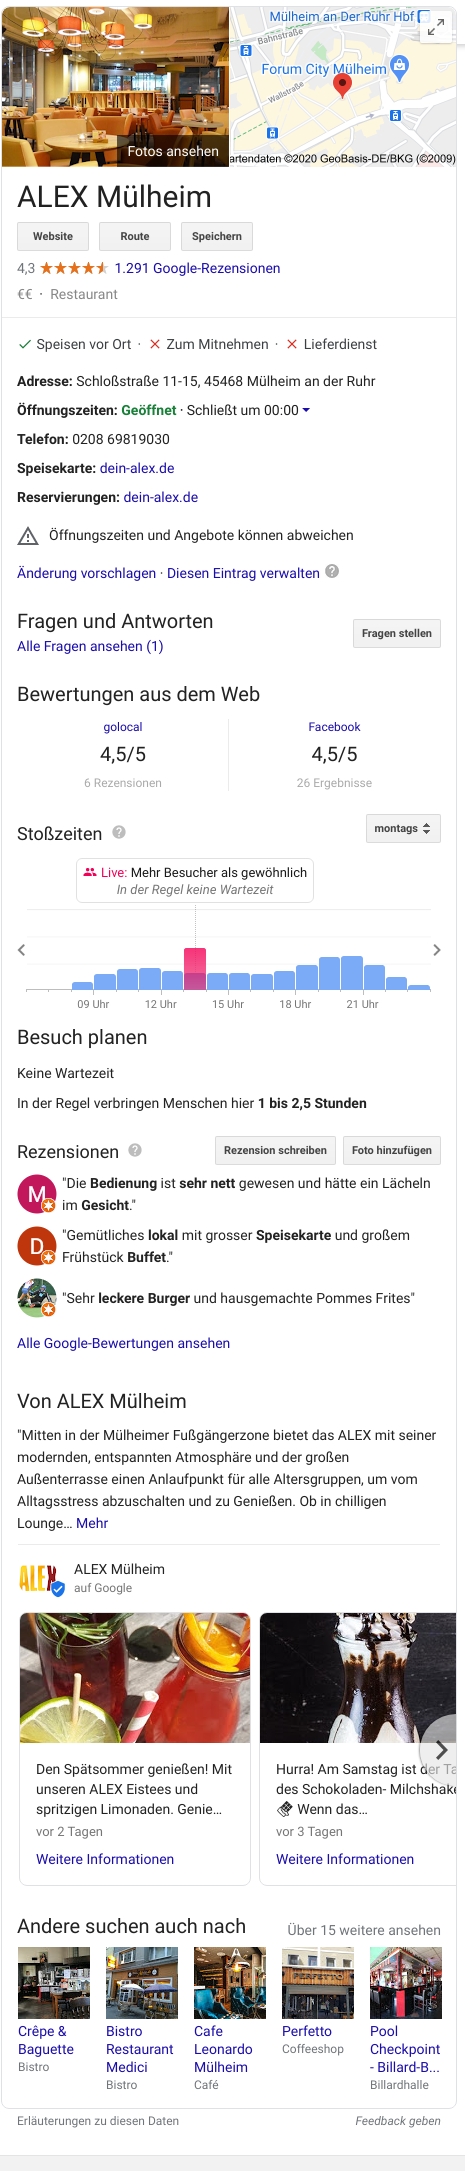 Mülheim an Der Ruhr Hbf
Bahnstraße
Forum City Mülheim
Wallstraße
Fotos ansehen
artendaten ©2020 GeoBasis-DE/BKG (©2009)
ALEX Mülheim
Website Route Speichern
4,3 1.291 Google-Rezensionen
€€ · Restaurant
Speisen vor Ort · Zum Mitnehmen · Lieferdienst
Adresse: Schloßstraße 11-15, 45468 Mülheim an der Ruhr
Öffnungszeiten: Geöffnet · Schließt um 00:00
Telefon: 0208 69819030
Speisekarte: dein-alex.de
Reservierungen: dein-alex.de
Öffnungszeiten und Angebote können abweichen
Änderung vorschlagen · Diesen Eintrag verwalten ?
Fragen und Antworten
Alle Fragen ansehen (1)
Fragen stellen
Bewertungen aus dem Web
golocal Facebook
4,5/5 4,5/5
6 Rezensionen 26 Ergebnisse
Stoßzeiten ? montags
Live: Mehr Besucher als gewöhnlich
In der Regel keine Wartezeit
09 Uhr 12 Uhr 15 Uhr 18 Uhr 21 Uhr
Besuch planen
Keine Wartezeit
In der Regel verbringen Menschen hier 1 bis 2,5 Stunden
Rezensionen ? Rezension schreiben Foto hinzufügen
M "Die Bedienung ist sehr nett gewesen und hätte ein Lächeln
im Gesicht."
D "Gemütliches lokal mit grosser Speisekarte und großem
Frühstück Buffet."
"Sehr leckere Burger und hausgemachte Pommes Frites"
Alle Google-Bewertungen ansehen
Von ALEX Mülheim
"Mitten in der Mülheimer Fußgängerzone bietet das ALEX mit seiner
modernden, entspannten Atmosphäre und der großen
Außenterrasse einen Anlaufpunkt für alle Altersgruppen, um vom
Alltagsstress abzuschalten und zu Genießen. Ob in chilligen
Lounge… Mehr
ALEX
ALEX Mülheim
auf Google
Den Spätsommer genießen! Mit
unseren ALEX Eistees und
spritzigen Limonaden. Genie…
vor 2 Tagen
Weitere Informationen
Hurra! Am Samstag ist der Ta
des Schokoladen- Milchshake
Wenn das…
vor 3 Tagen
Weitere Informationen
Andere suchen auch nach Über 15 weitere ansehen
PERFETTO
Crêpe &
Baguette
Bistro
Bistro
Restaurant
Medici
Bistro
Cafe
Leonardo
Mülheim
Café
Perfetto
Coffeeshop
Pool
Checkpoint
- Billard-B...
Billardhalle
Erläuterungen zu diesen Daten Feedback geben